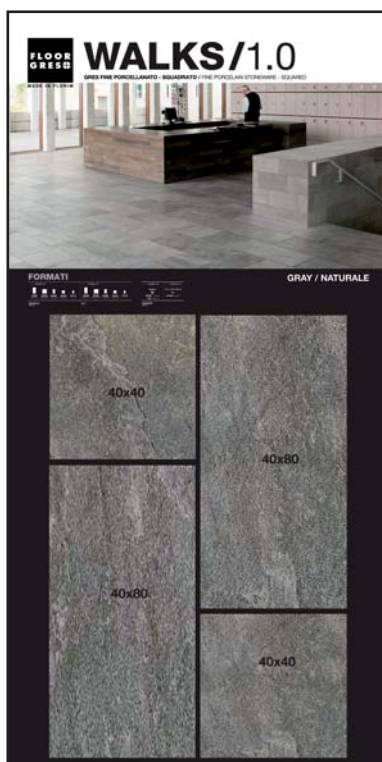 FLOOR
GRES
MADE IN FLORIM
WALKS/1.0
GRES FINE PORCELLANATO - SQUADRATO / FINE PORCELAIN STONEWARE - SQUARED
FORMATI
GRAY / NATURALE
40x40
40x80
40x80
40x40